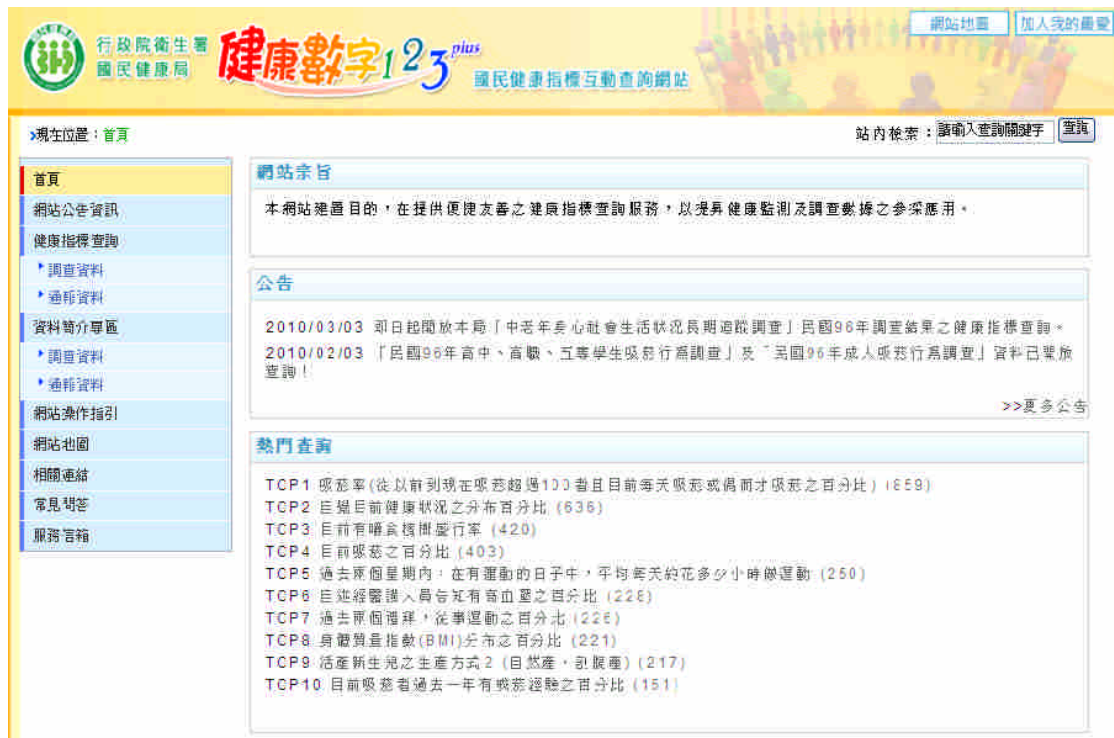 網站地圖 加入我的最愛
行政院衛生署
國民健康局
健康數字123plus
國民健康指標互動查詢網站
現在位置：首頁
站內檢索：請輸入查詢關鍵字 查詢
首頁
網站公告資訊
健康指標查詢
調查資料
通報資料
資料簡介專區
調查資料
通報資料
網站操作指引
網站地圖
相關連結
常見問答
服務信箱
網站宗旨
本網站建置目的，在提供便捷友善之健康指標查詢服務，以提昇健康監測及調查數據之參採應用。
公告
2010/03/03 即日起開放本局「中老年身心社會生活狀況長期追蹤調查」民國96年調查結果之健康指標查詢。
2010/02/03 「民國96年高中、高職、五專學生吸菸行為調查」及「民國96年成人吸菸行為調查」資料已開放
查詢！
>>更多公告
熱門查詢
TOP1 吸菸率(從以前到現在吸菸超過100者且目前每天吸菸或偶爾才吸菸之百分比) (859)
TOP2 自覺目前健康狀況之分布百分比 (636)
TOP3 目前有嚼食檳榔盛行率 (420)
TOP4 目前吸菸之百分比 (403)
TOP5 過去兩個星期內，在有運動的日子中，平均每天約花多少小時做運動 (250)
TOP6 自述經醫護人員告知有高血壓之百分比 (228)
TOP7 過去兩個禮拜，從事運動之百分比 (226)
TOP8 身體質量指數(BMI)分布之百分比 (221)
TOP9 活產新生兒之生產方式2 (自然產、剖腹產) (217)
TOP10 目前吸菸者過去一年有戒菸經驗之百分比 (151)